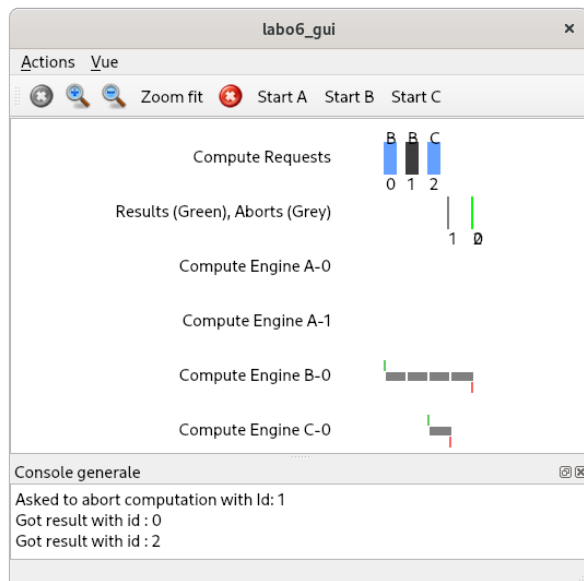 labo6_gui
Actions Vue
Zoom fit Start A Start B Start C
B B C
Compute Requests
0 1 2
Results (Green), Aborts (Grey)
1
Compute Engine A-0
Compute Engine A-1
Compute Engine B-0
Compute Engine C-0
Console generale
Asked to abort computation with Id: 1
Got result with id : 0
Got result with id : 2